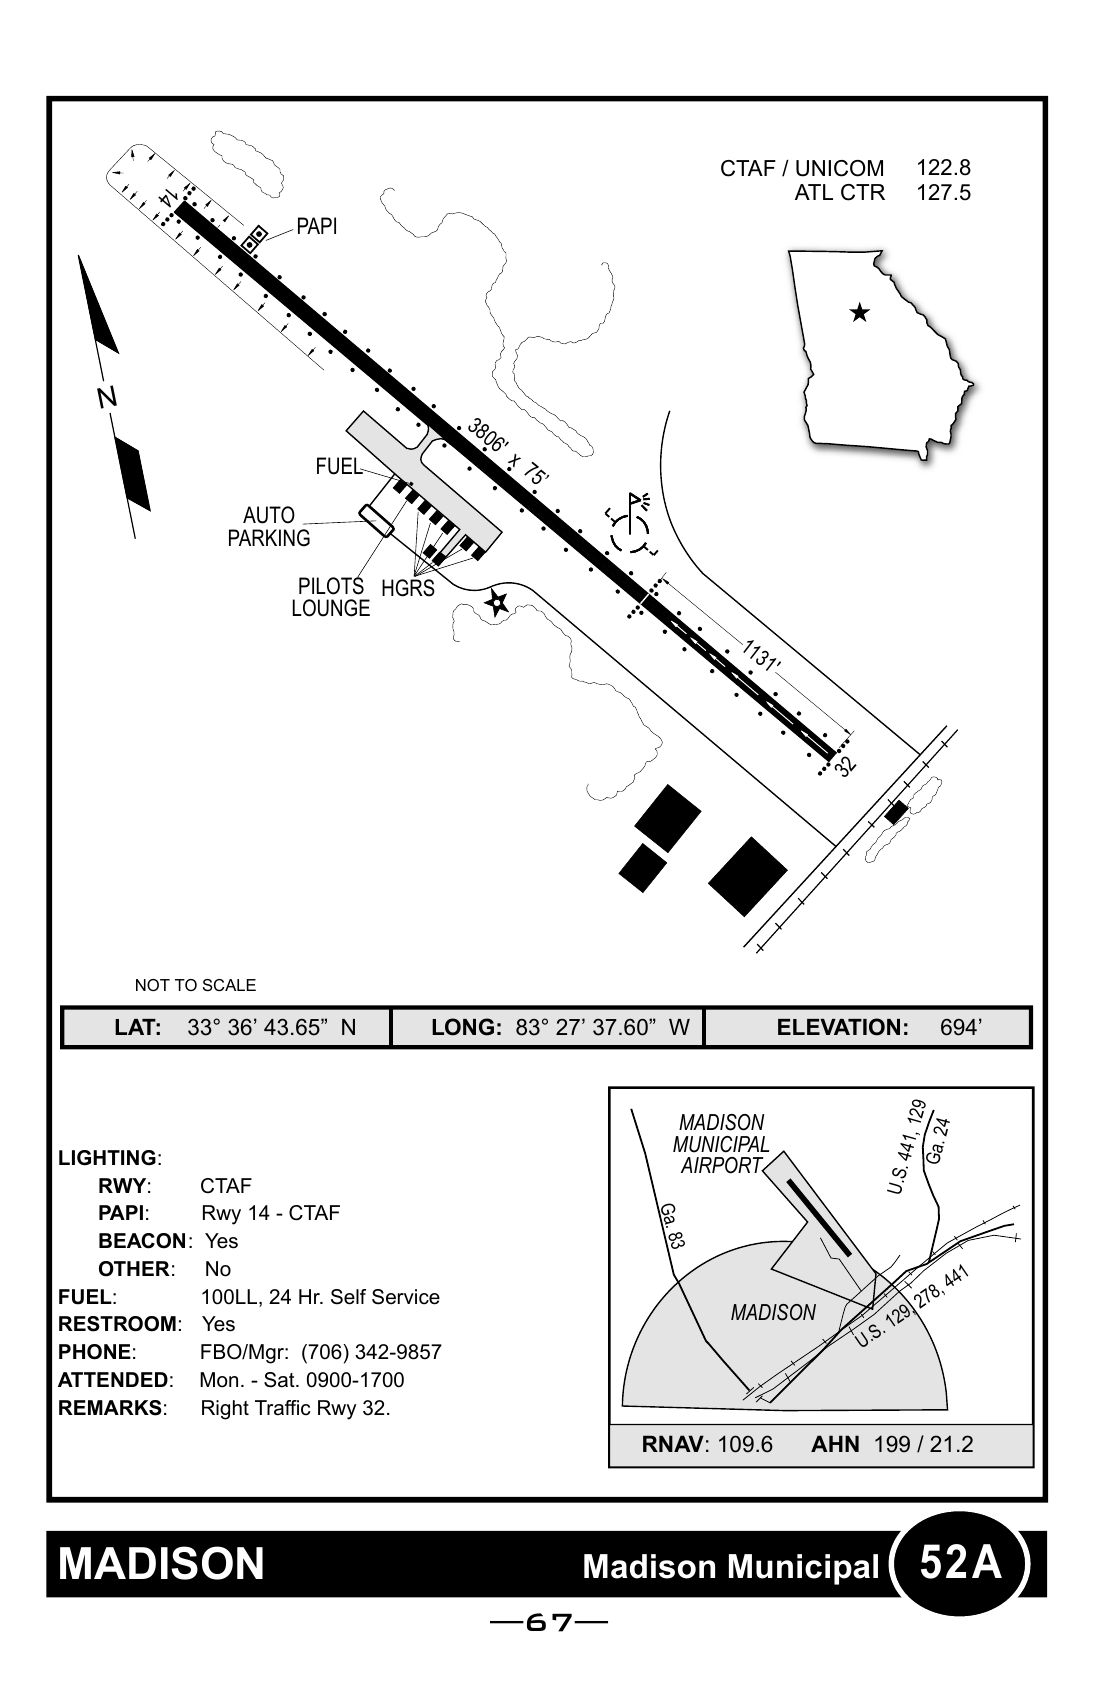 CTAF / UNICOM 122.8
ATL CTR 127.5
14
PAPI
N
3806' x 75'
FUEL
AUTO
PARKING
PILOTS
LOUNGE
HGRS
1131'
32
NOT TO SCALE
LAT: 33° 36’ 43.65” N LONG: 83° 27’ 37.60” W ELEVATION: 694’
LIGHTING:
RWY: CTAF
PAPI: Rwy 14 - CTAF
BEACON: Yes
OTHER: No
FUEL: 100LL, 24 Hr. Self Service
RESTROOM: Yes
PHONE: FBO/Mgr: (706) 342-9857
ATTENDED: Mon. - Sat. 0900-1700
REMARKS: Right Traffic Rwy 32.
MADISON
MUNICIPAL
AIRPORT
U.S. 441, 129
Ga. 24
Ga. 83
MADISON
U.S. 129, 278, 441
RNAV: 109.6 AHN 199 / 21.2
MADISON Madison Municipal 52A
—67—